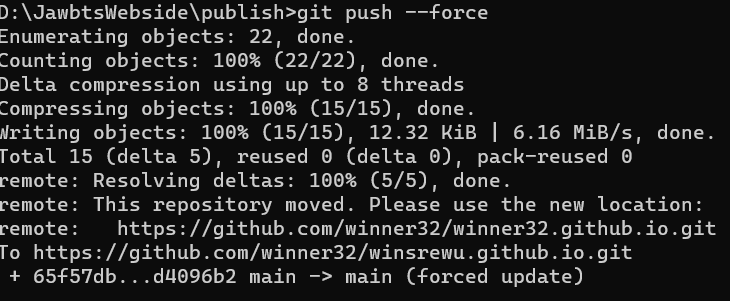 D:\JawbtsWebside\publish>git push --force
Enumerating objects: 22, done.
Counting objects: 100% (22/22), done.
Delta compression using up to 8 threads
Compressing objects: 100% (15/15), done.
Writing objects: 100% (15/15), 12.32 KiB | 6.16 MiB/s, done.
Total 15 (delta 5), reused 0 (delta 0), pack-reused 0
remote: Resolving deltas: 100% (5/5), done.
remote: This repository moved. Please use the new location:
remote:   https://github.com/winner32/winner32.github.io.git
To https://github.com/winner32/winsrewu.github.io.git
 + 65f57db...d4096b2 main -> main (forced update)